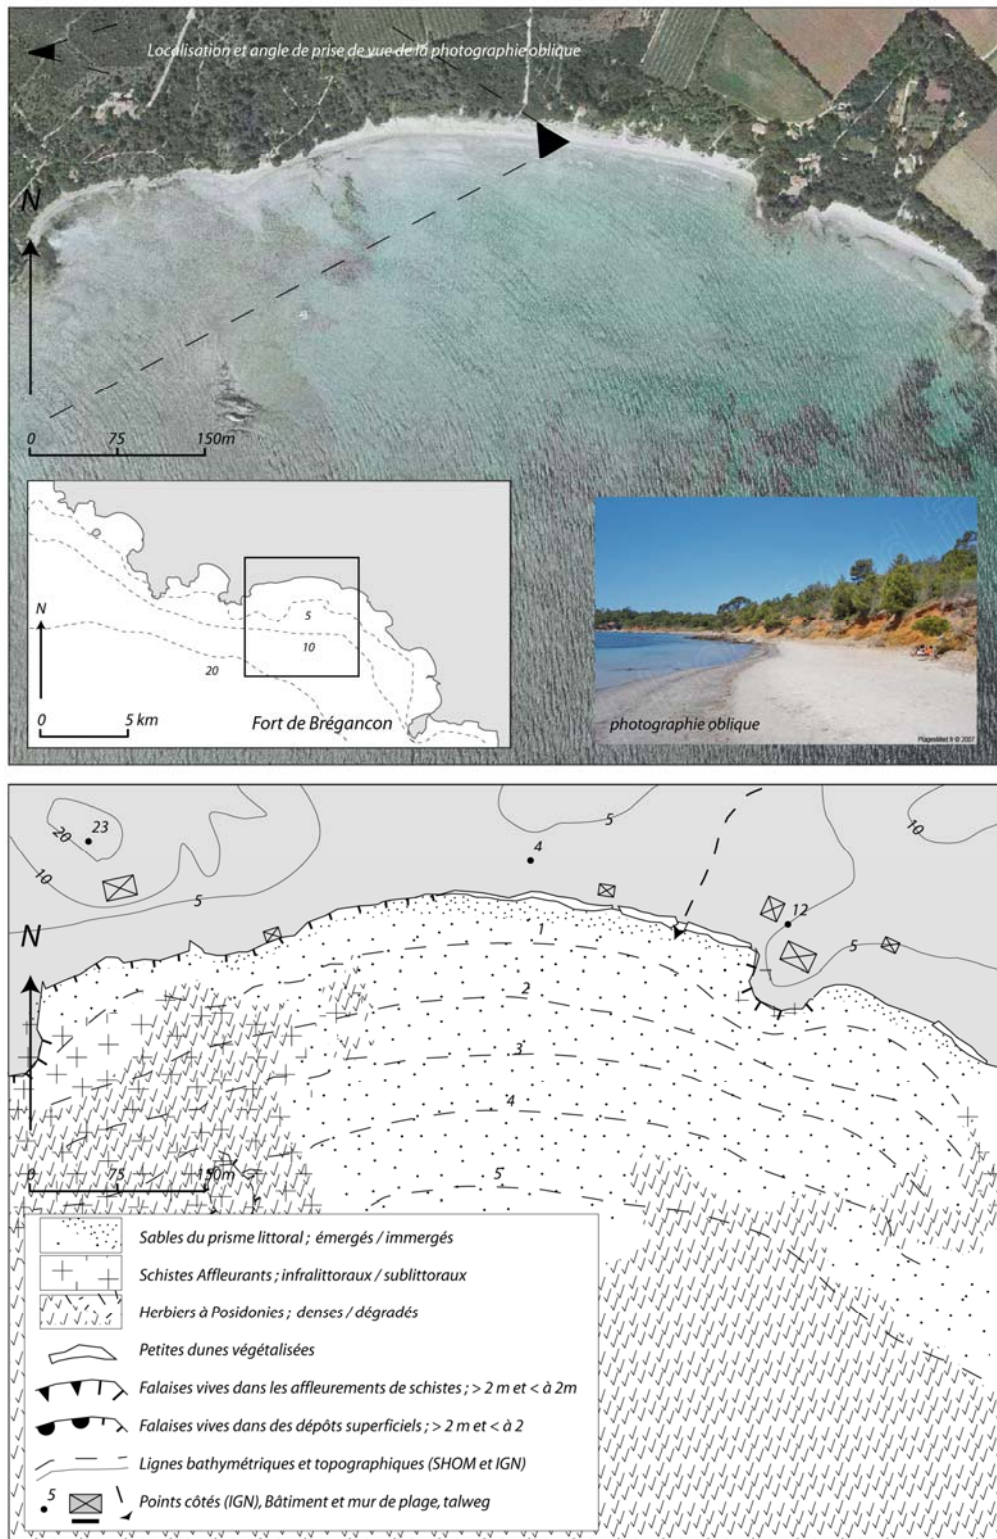 Localisation et angle de prise de vue de la photographie oblique
N
0 75 150m
N
5
10
20
0 5 km
Fort de Brégancon
photographie oblique
23
20
10
5
4
5
10
12
5
N
1
2
3
4
5
0 75 150m
Sables du prisme littoral ; émergés / immergés
Schistes Affleurants ; infralittoraux / sublittoraux
Herbiers à Posidonies ; denses / dégradés
Petites dunes végétalisées
Falaises vives dans les affleurements de schistes ; > 2 m et < à 2m
Falaises vives dans des dépôts superficiels ; > 2 m et < à 2
Lignes bathymétriques et topographiques (SHOM et IGN)
5 Points côtés (IGN), Bâtiment et mur de plage, talweg